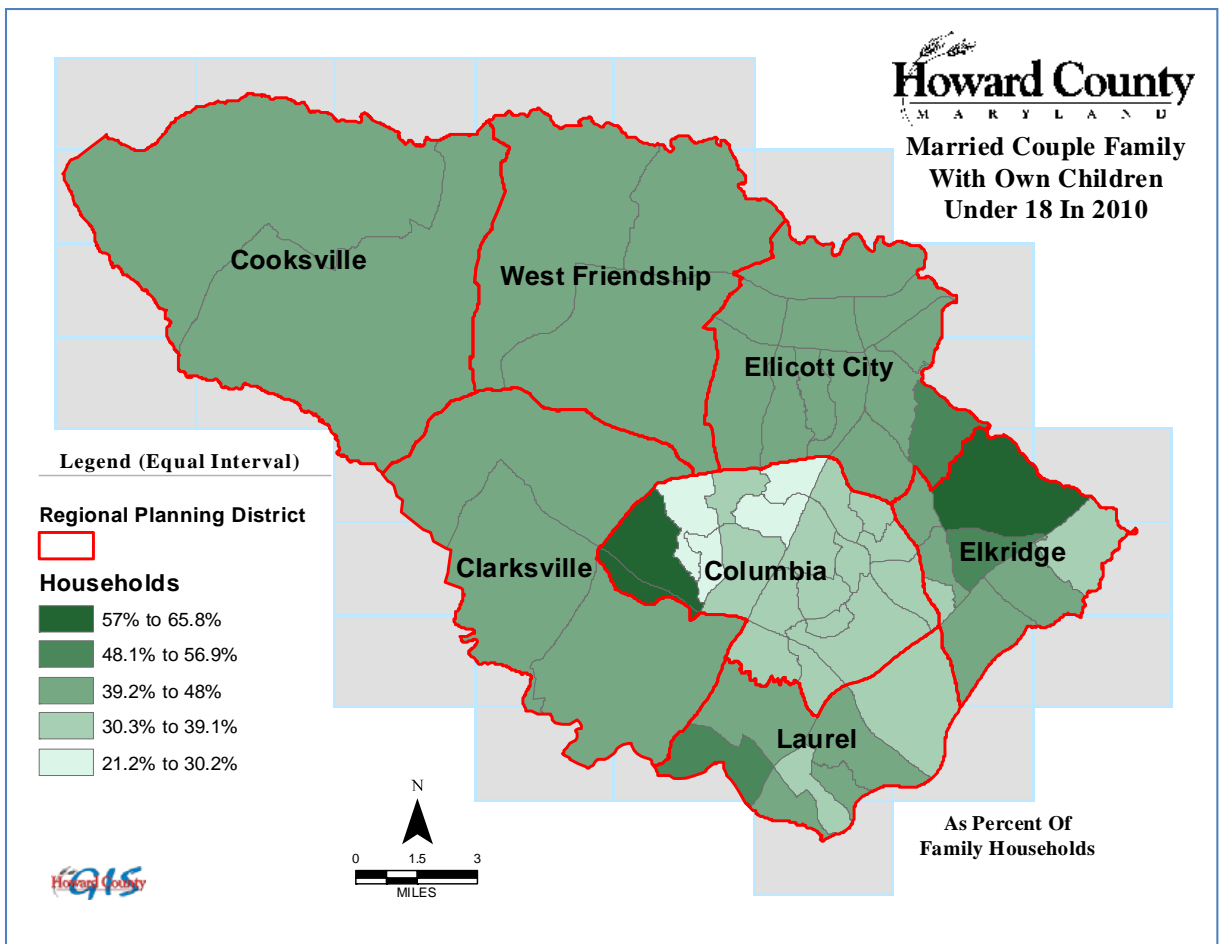 Howard County
MARYLAND
Married Couple Family
With Own Children
Under 18 In 2010
Cooksville
West Friendship
Ellicott City
Legend (Equal Interval)
Regional Planning District
Clarksville
Columbia
Elkridge
Households
57% to 65.8%
48.1% to 56.9%
39.2% to 48%
30.3% to 39.1%
21.2% to 30.2%
Laurel
N
0 1.5 3
MILES
As Percent Of
Family Households
Howard County
GIS